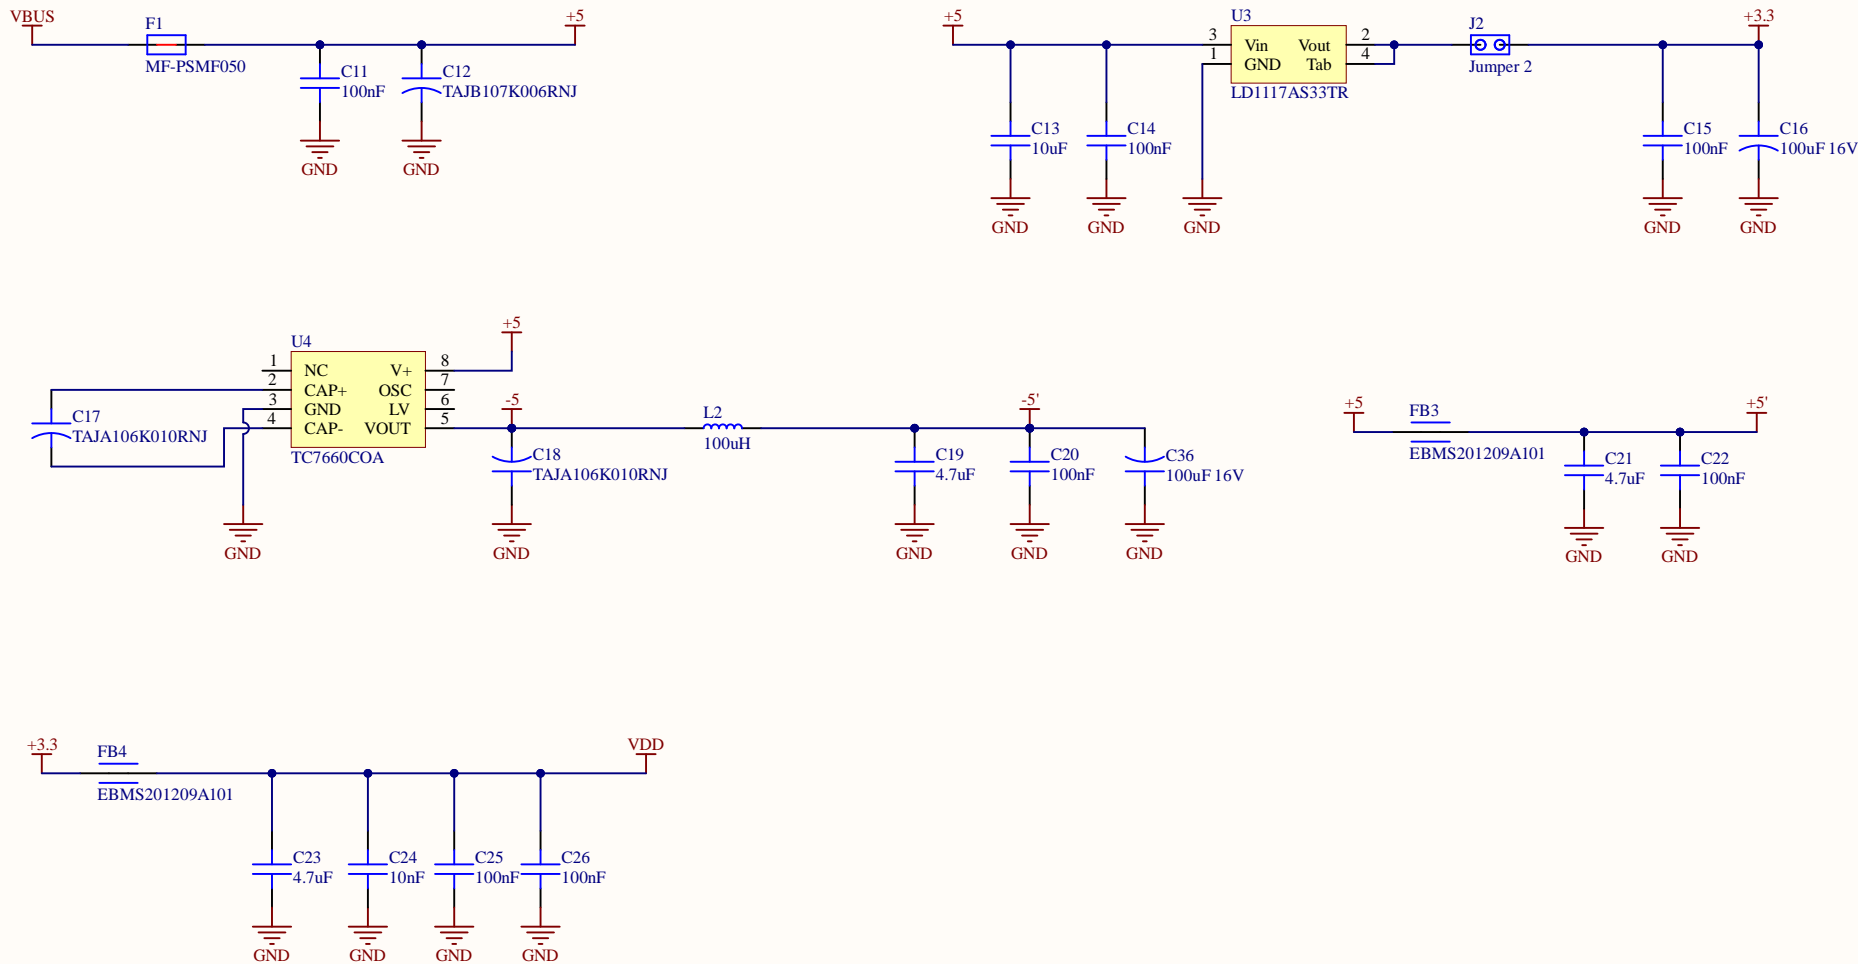 VBUS
F1
+5
MF-PSMF050
C11
100nF
C12
TAJB107K006RNJ
GND
GND
+5
U3
3 Vin Vout 2
1 GND Tab 4
LD1117AS33TR
J2
Jumper 2
+3.3
C13
10uF
C14
100nF
C15
100nF
C16
100uF 16V
GND
GND
GND
GND
GND
+5
U4
1 NC V+ 8
2 CAP+ OSC 7
3 GND LV 6
4 CAP- VOUT 5
TC7660COA
C17
TAJA106K010RNJ
GND
-5
C18
TAJA106K010RNJ
GND
L2
100uH
-5'
C19
4.7uF
C20
100nF
C36
100uF 16V
GND
GND
GND
+5
FB3
EBMS201209A101
+5'
C21
4.7uF
C22
100nF
GND
GND
+3.3
FB4
EBMS201209A101
VDD
C23
4.7uF
C24
10nF
C25
100nF
C26
100nF
GND
GND
GND
GND